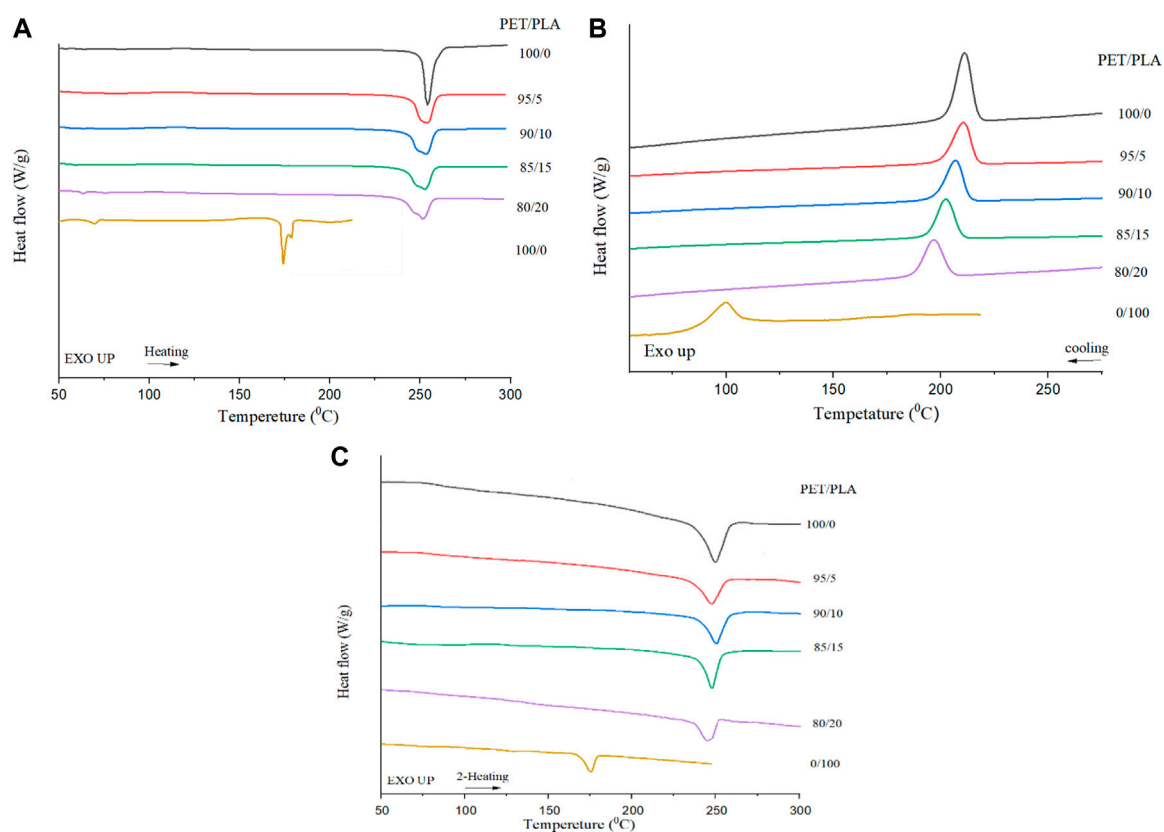 A
PET/PLA
100/0
95/5
90/10
85/15
80/20
100/0
Heat flow (W/g)
EXO UP
Heating
50
100
150
200
250
300
Tempereture (⁰C)
B
PET/PLA
100/0
95/5
90/10
85/15
80/20
0/100
Heat flow (W/g)
Exo up
cooling
100
150
200
250
Tempetature (⁰C)
C
PET/PLA
100/0
95/5
90/10
85/15
80/20
0/100
Heat flow (W/g)
EXO UP
2-Heating
50
100
150
200
250
300
Tempereture (⁰C)